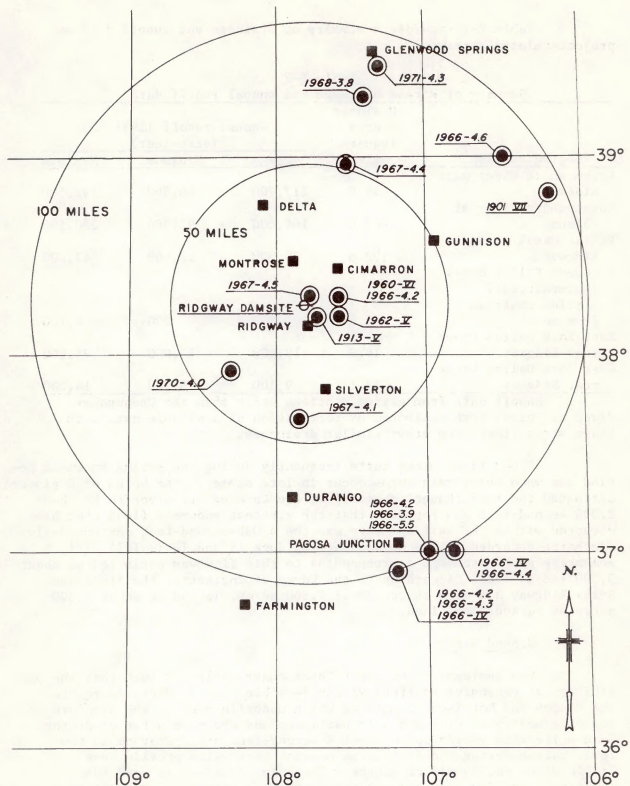 GLENWOOD SPRINGS
1971-4.3
1968-3.8
1966-4.6
39°
1967-4.4
1901 VII
100 MILES
DELTA
50 MILES
GUNNISON
MONTROSE
CIMARRON
1967-4.5
1960-VI
1966-4.2
RIDGWAY DAMSITE
RIDGWAY
1962-V
1913-V
38°
1970-4.0
SILVERTON
1967-4.1
DURANGO
1966-4.2
1966-3.9
1966-5.5
PAGOSA JUNCTION
1966-IV
1966-4.4
37°
FARMINGTON
1966-4.2
1966-4.3
1966-IV
N.
36°
109°
108°
107°
106°